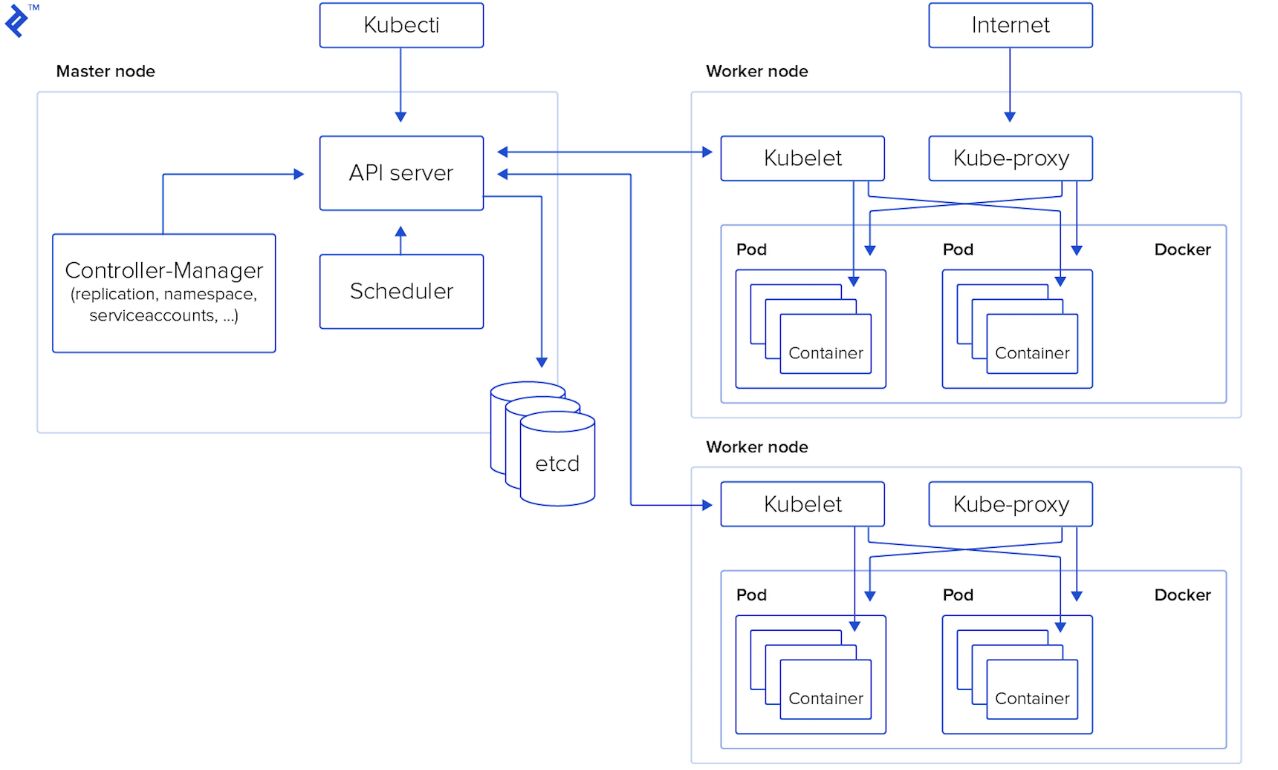 TM
Kubecti
Internet
Master node
Worker node
API server
Kubelet
Kube-proxy
Controller-Manager
(replication, namespace,
serviceaccounts, ...)
Scheduler
Pod
Pod
Docker
Container
Container
etcd
Worker node
Kubelet
Kube-proxy
Pod
Pod
Docker
Container
Container